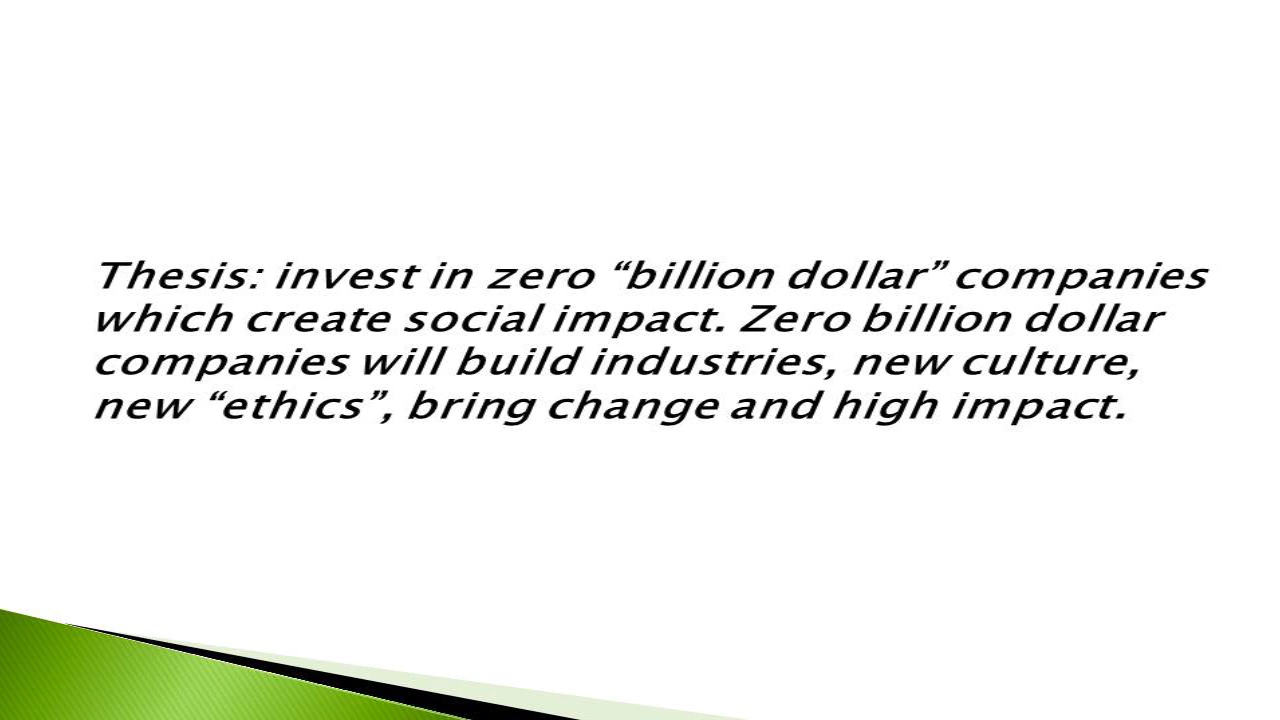 Thesis: invest in zero “billion dollar” companies
which create social impact. Zero billion dollar
companies will build industries, new culture,
new “ethics”, bring change and high impact.